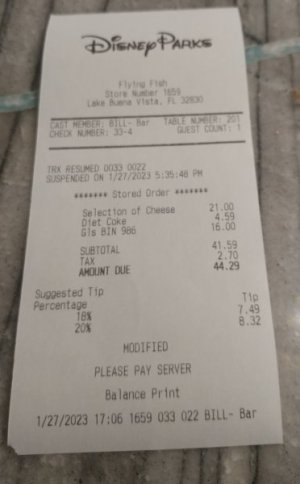 Disney Parks
Flying Fish
Store Number 1659
Lake Buena Vista, FL 32830
CAST MEMBER: BILL- Bar TABLE NUMBER: 201
CHECK NUMBER: 33-4 GUEST COUNT: 1
TRX RESUMED 0033 0022
SUSPENDED ON 1/27/2023 5:35:48 PM
******* Stored Order *******
Selection of Cheese 21.00
Diet Coke 4.59
Gls BIN 986 16.00
SUBTOTAL 41.59
TAX 2.70
AMOUNT DUE 44.29
Suggested Tip
Percentage Tip
18% 7.49
20% 8.32
MODIFIED
PLEASE PAY SERVER
Balance Print
1/27/2023 17:06 1659 033 022 BILL- Bar